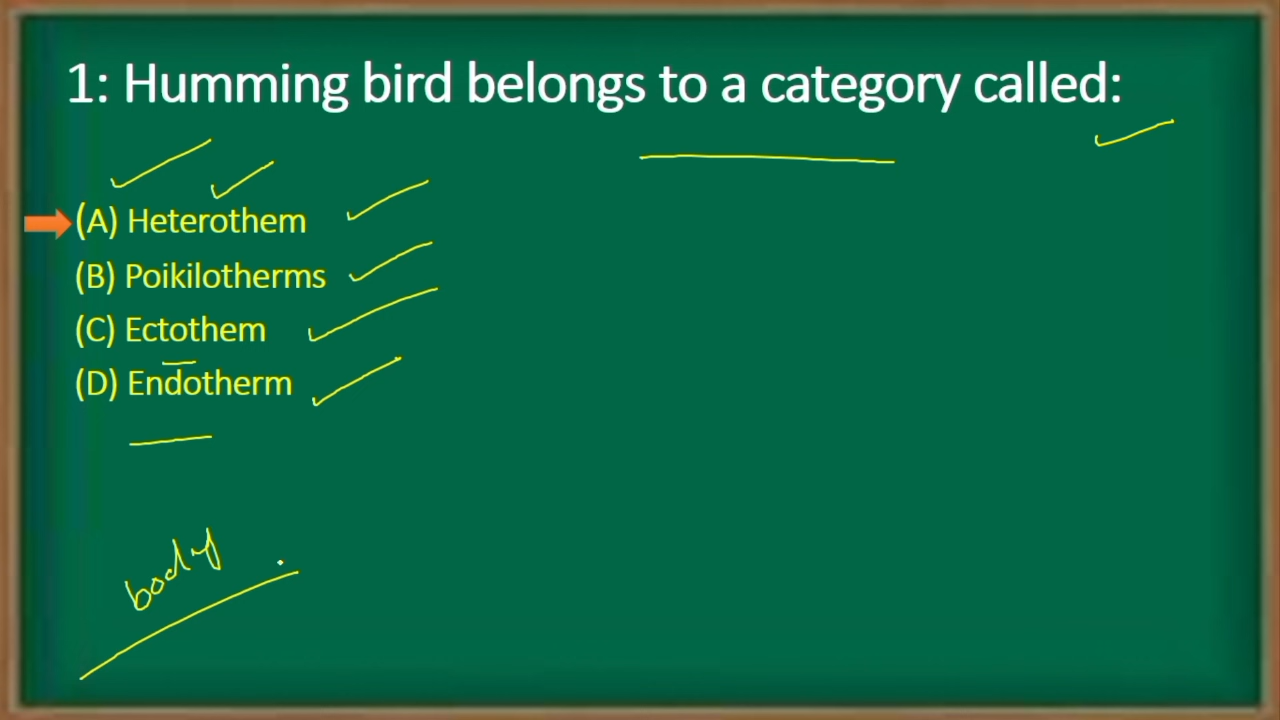 1: Humming bird belongs to a category called:
(A) Heterothem
(B) Poikilotherms
(C) Ectothem
(D) Endotherm
body